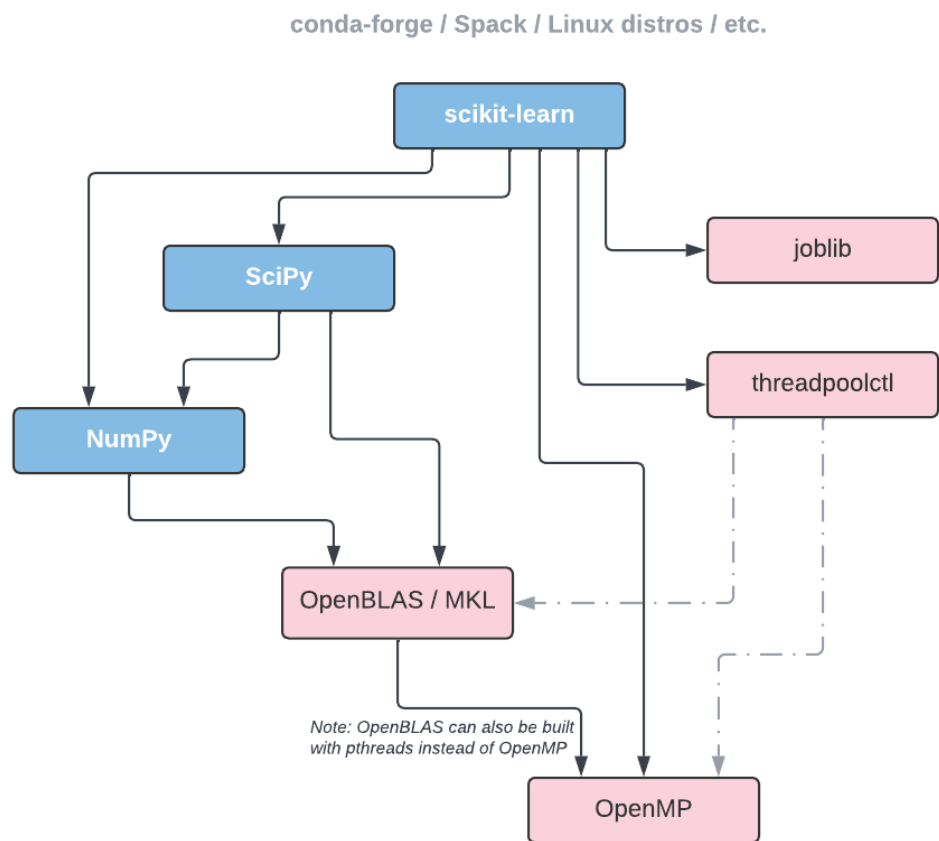 conda-forge / Spack / Linux distros / etc.
scikit-learn
joblib
SciPy
threadpoolctl
NumPy
OpenBLAS / MKL
Note: OpenBLAS can also be built
with pthreads instead of OpenMP
OpenMP